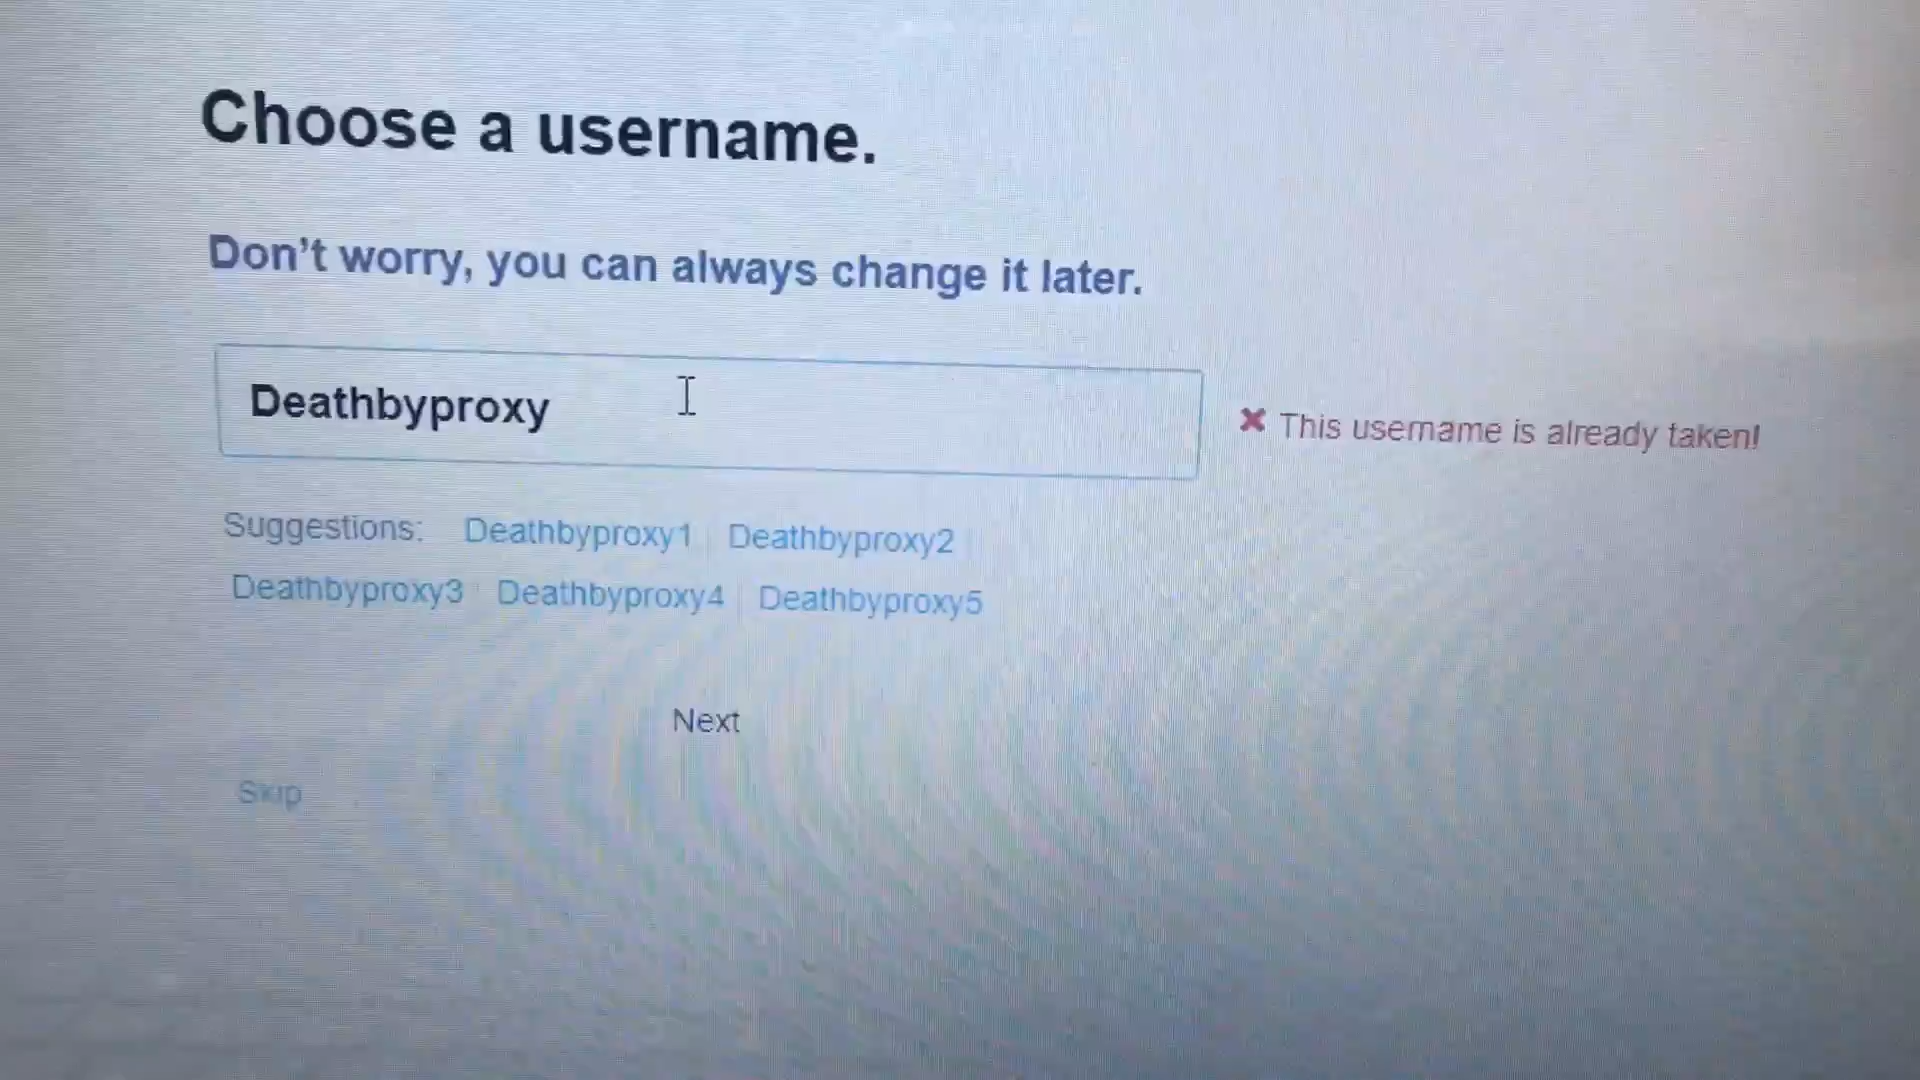 Choose a username.
Don't worry, you can always change it later.
Deathbyproxy
× This username is already taken!
Suggestions: Deathbyproxy1 Deathbyproxy2
Deathbyproxy3 Deathbyproxy4 Deathbyproxy5
Next
Skip